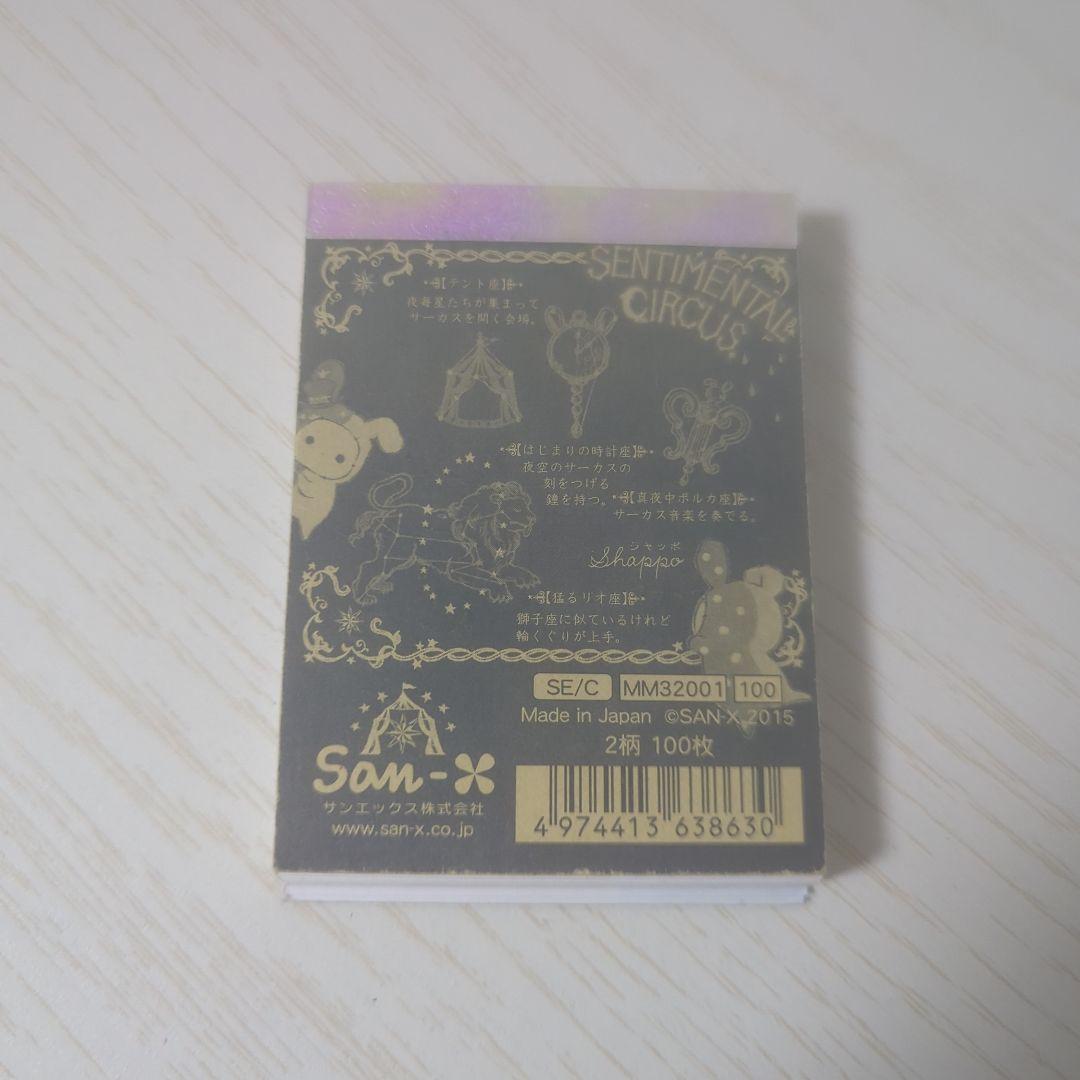 SENTIMENTAL
CIRCUS
【テント座】
夜毎星たちが集まって
サーカスを開く会場。
【はじまりの時計座】
夜空のサーカスの
刻をつげる
鐘を持つ。
【真夜中ポルカ座】
サーカス音楽を奏でる。
シャッポ
Shappo
【猛るリオ座】
獅子座に似ているけれど
輪くぐりが上手。
SE/C MM32001 100
Made in Japan ©SAN-X 2015
2柄 100枚
San-X
サンエックス株式会社
www.san-x.co.jp
4 974413 638630